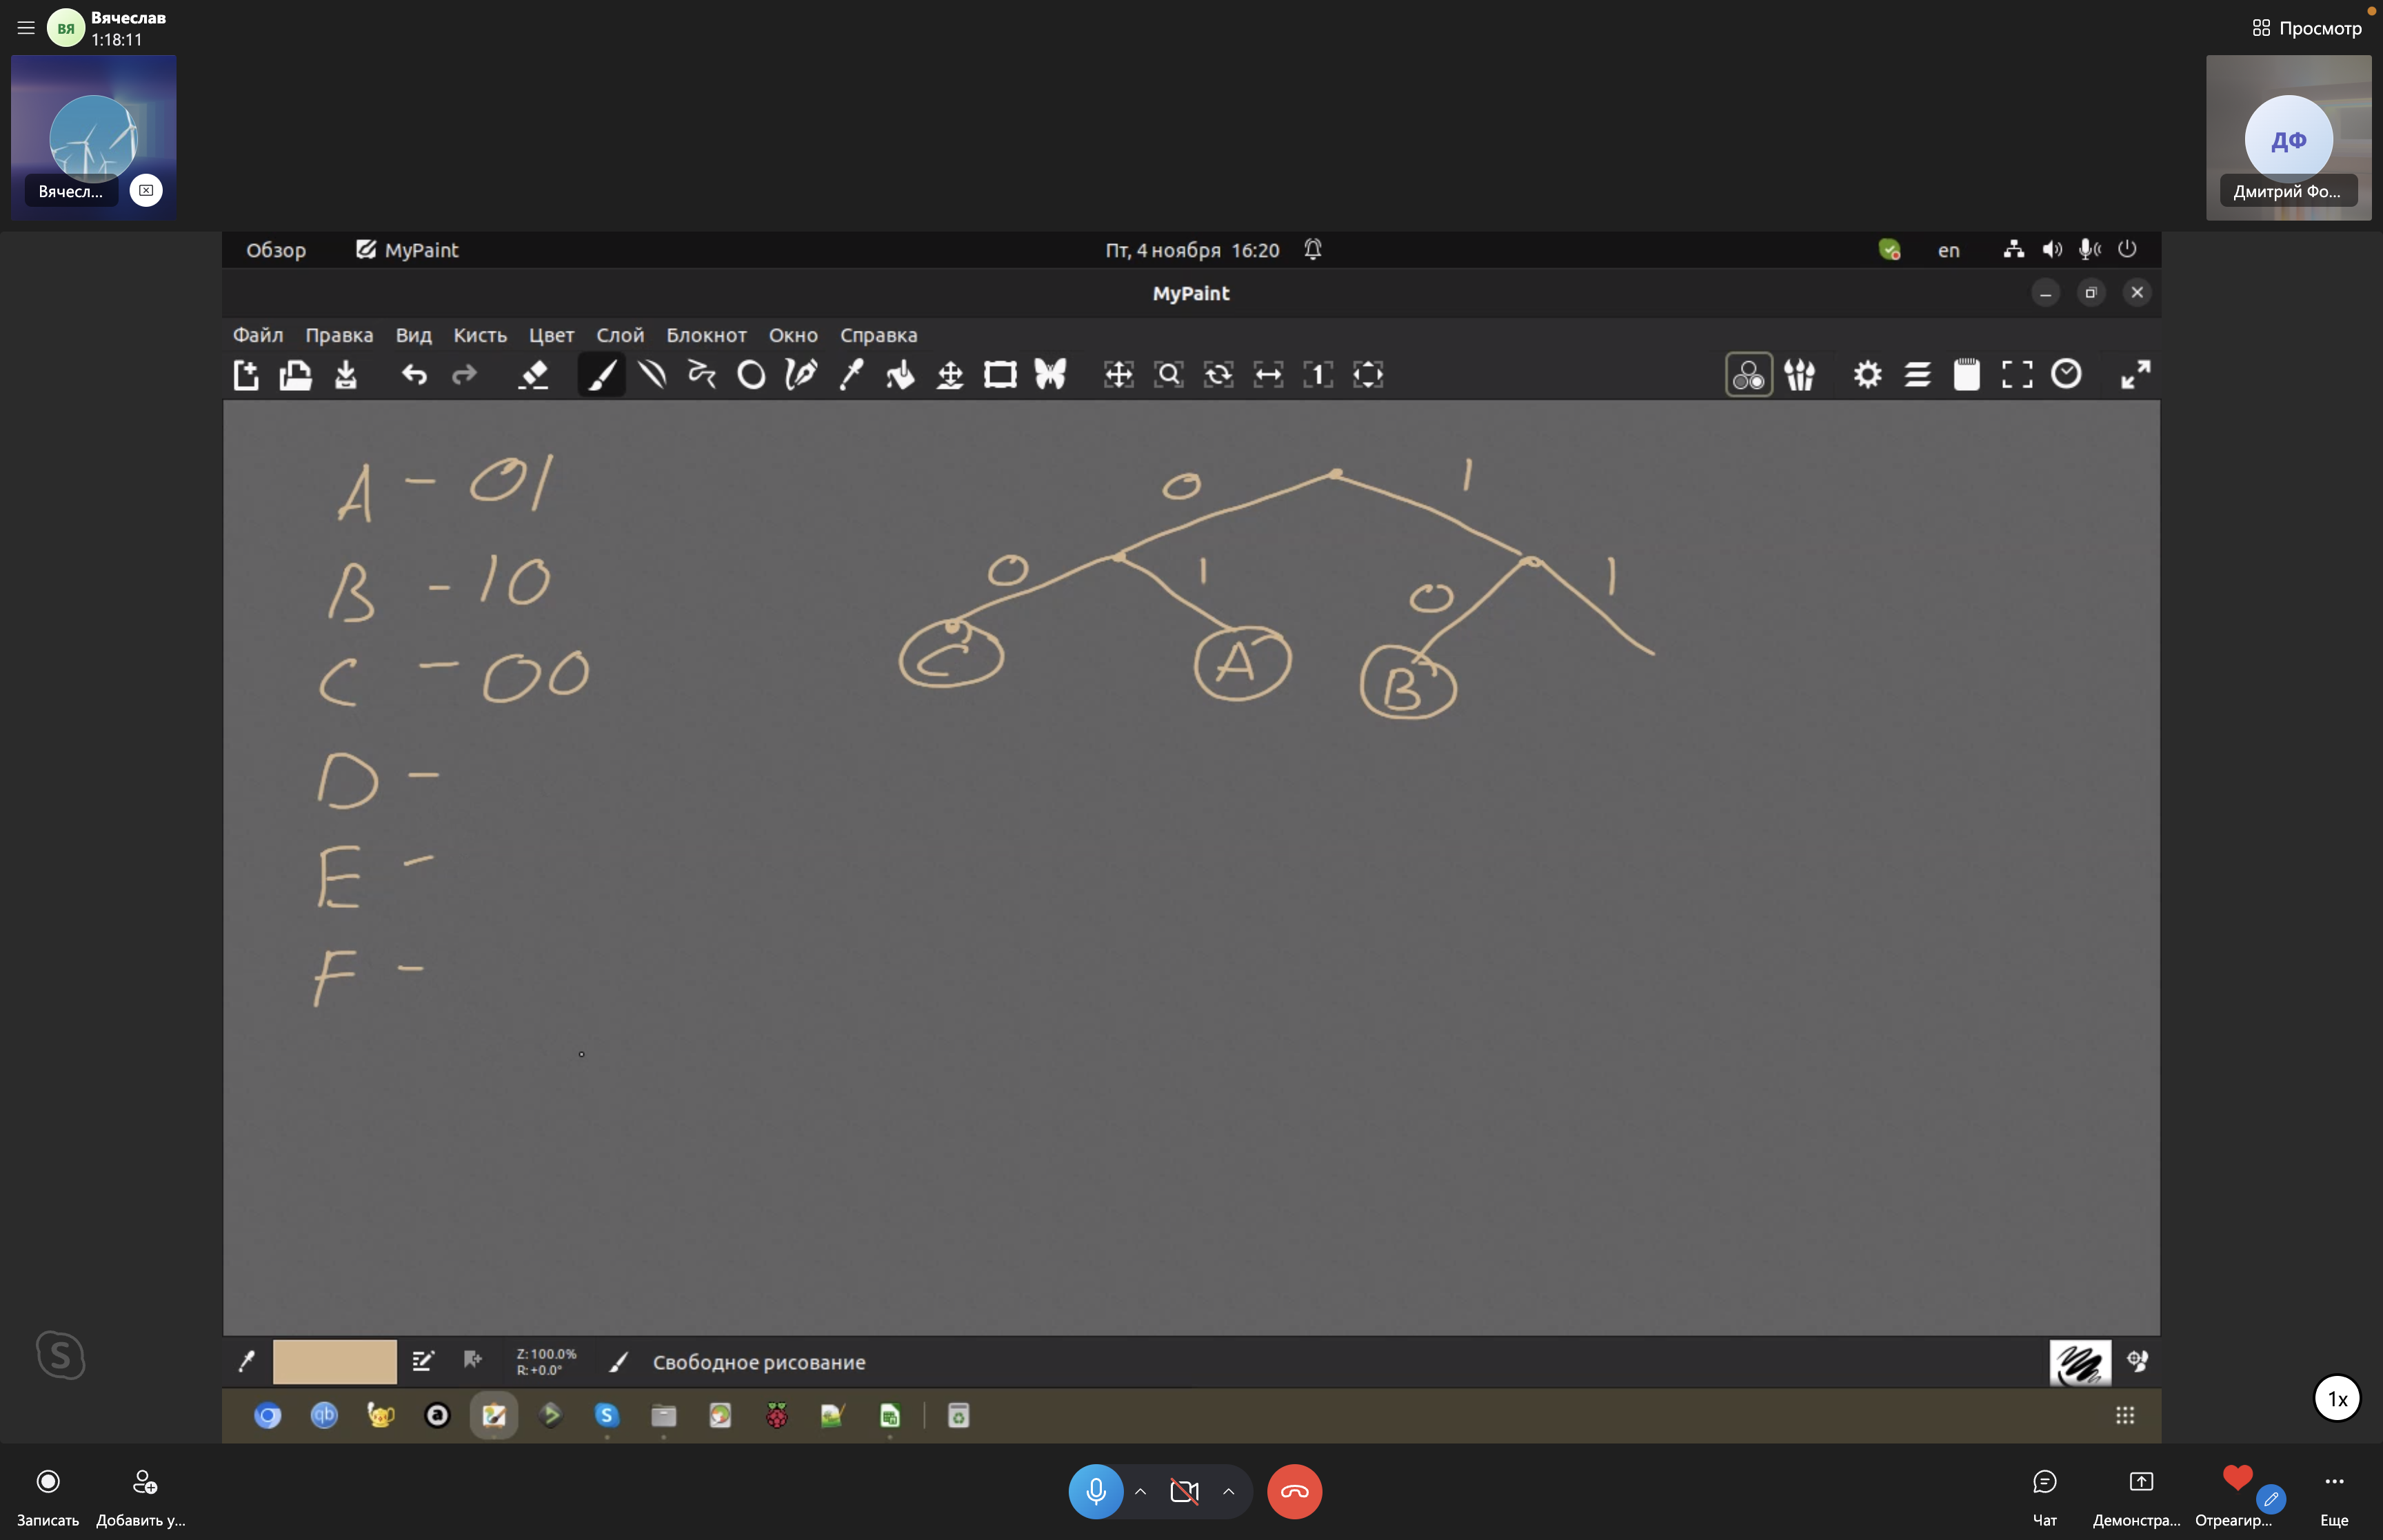 Вячеслав
1:18:11
Просмотр
ВЯ
Вячесл...
ДФ
Дмитрий Фо...
Обзор MyPaint Пт, 4 ноября 16:20 en
MyPaint
Файл Правка Вид Кисть Цвет Слой Блокнот Окно Справка
1
A - 01
B - 10
C - 00
D -
E -
F -
0 1
0 1 0 1
C A B
Z:100.0%
R:+0.0°
Свободное рисование
qb a S
S
1x
Записать Добавить у... Чат Демонстра... Отреагир... Еще